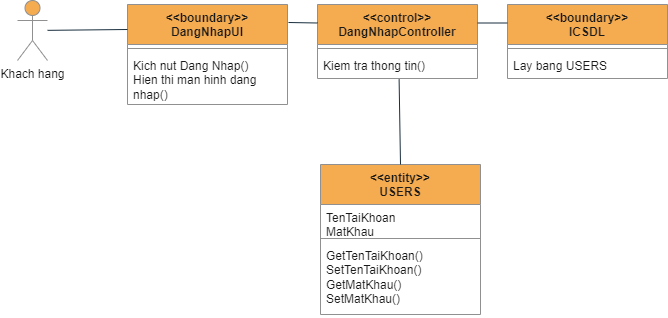 Khach hang
<<boundary>>
DangNhapUI
Kich nut Dang Nhap()
Hien thi man hinh dang
nhap()
<<control>>
DangNhapController
Kiem tra thong tin()
<<boundary>>
ICSDL
Lay bang USERS
<<entity>>
USERS
TenTaiKhoan
MatKhau
GetTenTaiKhoan()
SetTenTaiKhoan()
GetMatKhau()
SetMatKhau()